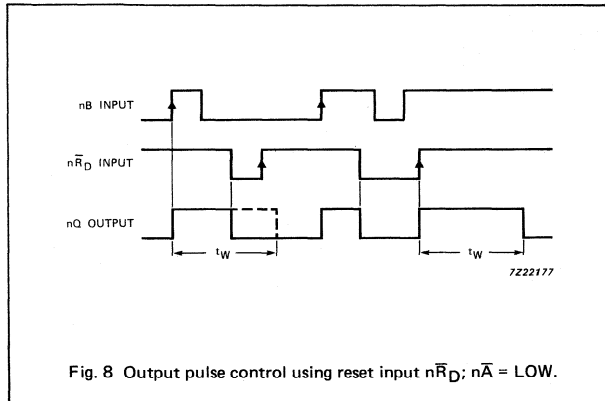 nB INPUT
nR̅D INPUT
nQ OUTPUT
tW
tW
7Z22177
Fig. 8 Output pulse control using reset input nR̅D; nA̅ = LOW.